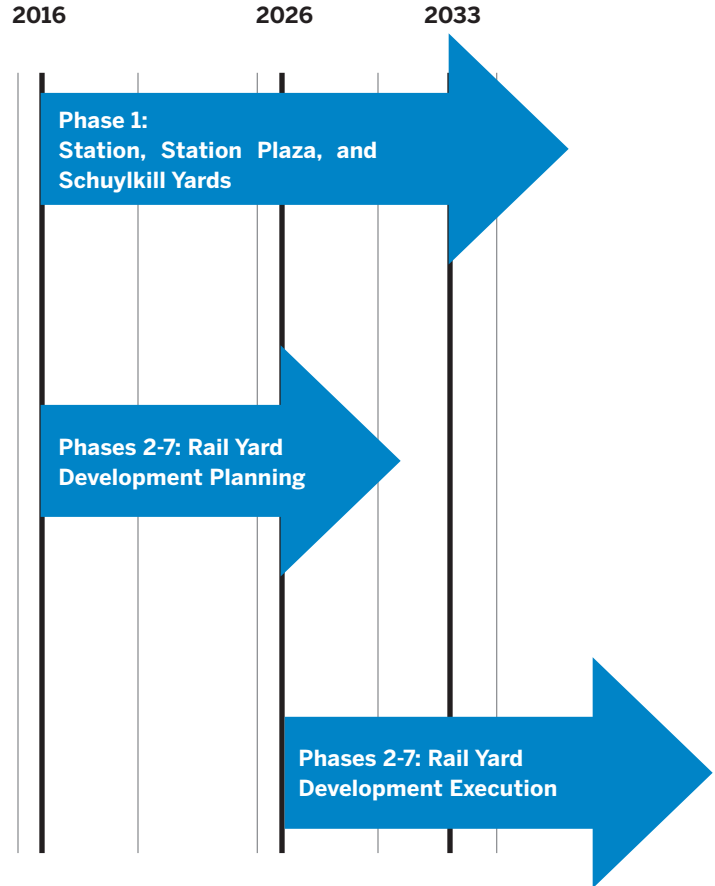 2016 2026 2033
Phase 1:
Station, Station Plaza, and
Schuylkill Yards
Phases 2-7: Rail Yard
Development Planning
Phases 2-7: Rail Yard
Development Execution